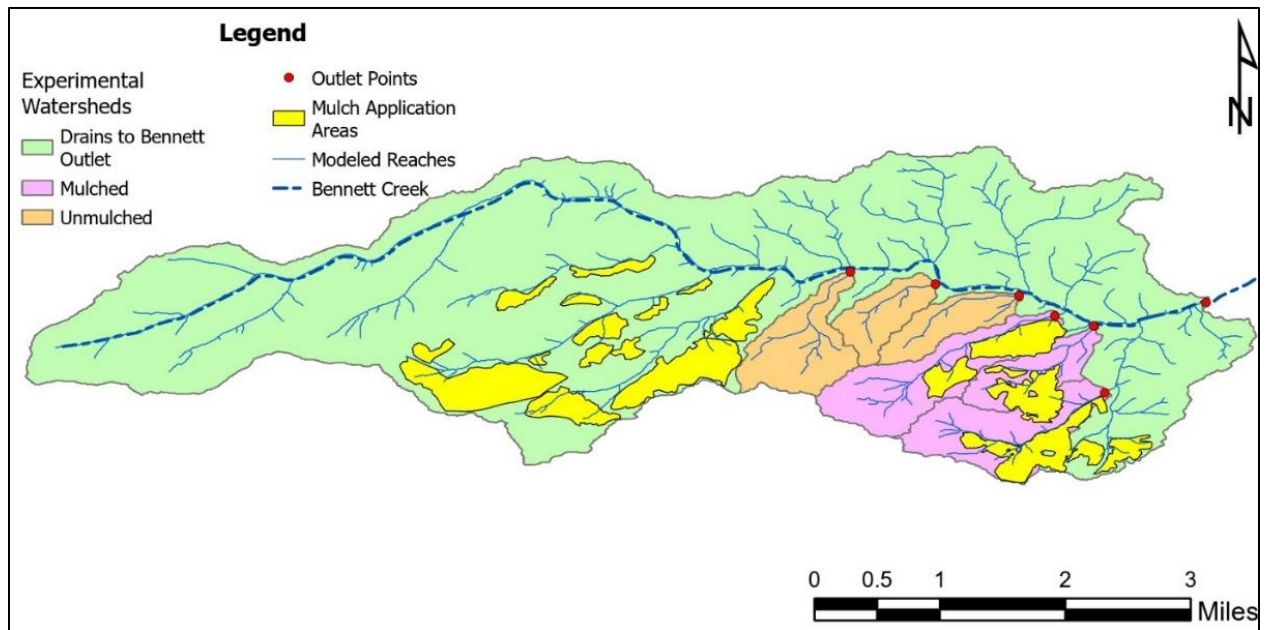 Legend
Experimental
Watersheds
Drains to Bennett
Outlet
Mulched
Unmulched
Outlet Points
Mulch Application
Areas
Modeled Reaches
Bennett Creek
N
0 0.5 1 2 3
Miles